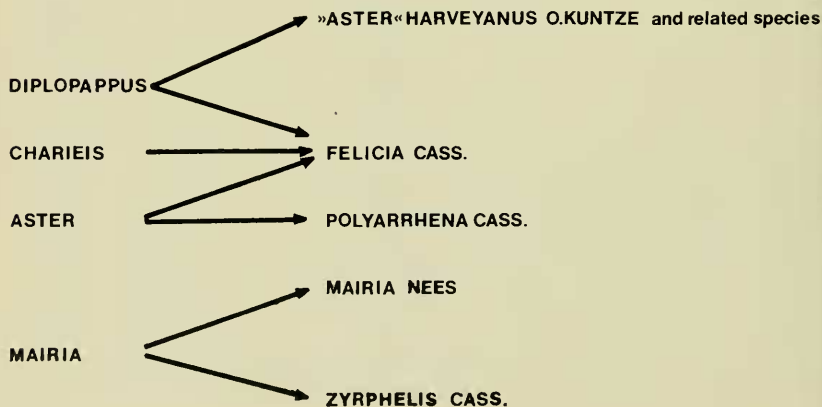 »ASTER« HARVEYANUS O.KUNTZE and related species
DIPLOPAPPUS
CHARIEIS
FELICIA CASS.
ASTER
POLYARRHENA CASS.
MAIRIA NEES
MAIRIA
ZYRPHELIS CASS.